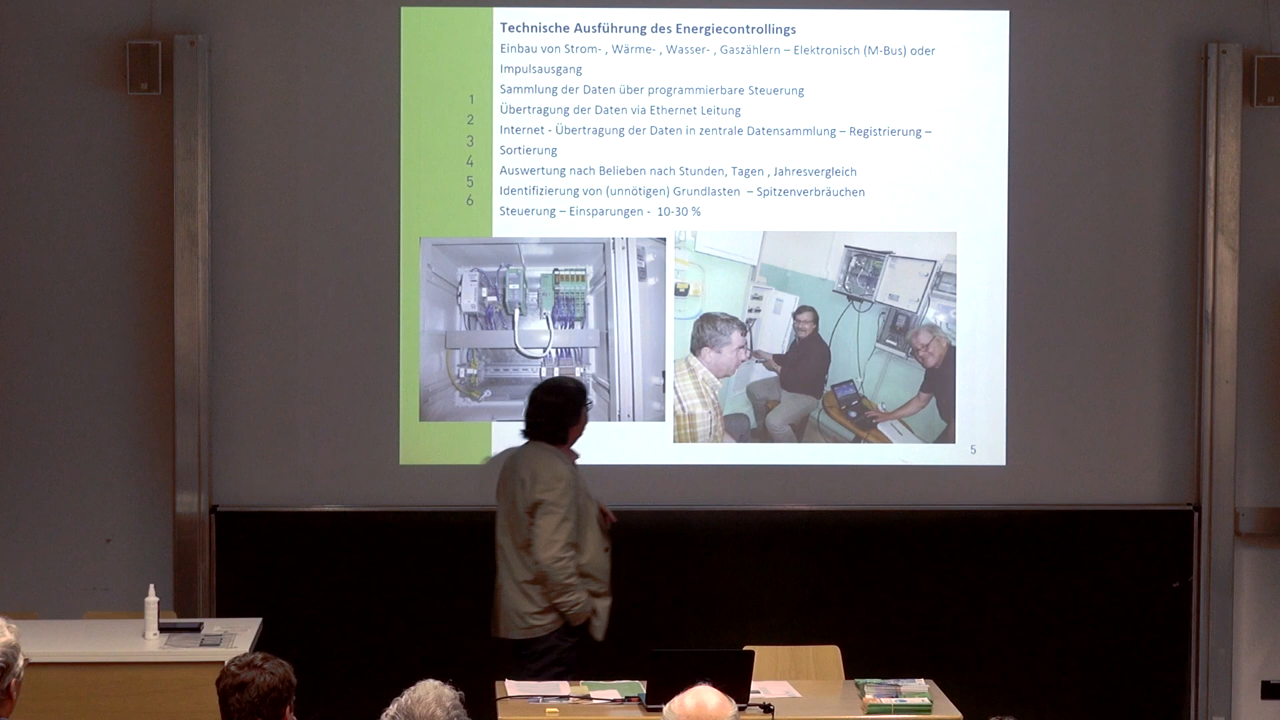 Technische Ausführung des Energiecontrollings
Einbau von Strom- , Wärme- , Wasser- , Gaszählern – Elektronisch (M-Bus) oder
Impulsausgang
Sammlung der Daten über programmierbare Steuerung
Übertragung der Daten via Ethernet Leitung
Internet - Übertragung der Daten in zentrale Datensammlung – Registrierung –
Sortierung
Auswertung nach Belieben nach Stunden, Tagen , Jahresvergleich
Identifizierung von (unnötigen) Grundlasten – Spitzenverbräuchen
Steuerung – Einsparungen - 10-30 %
1
2
3
4
5
6
5